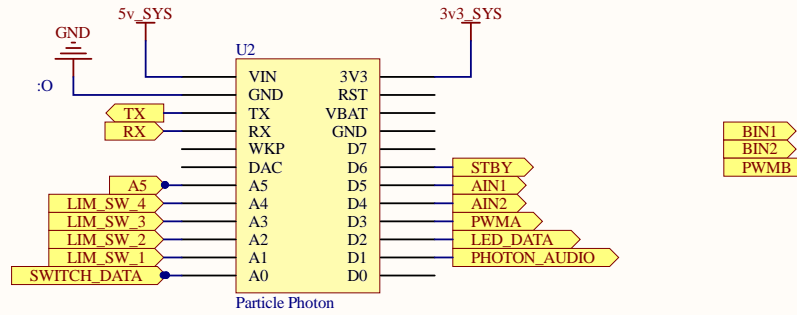 5v_SYS
3v3_SYS
GND
U2
:O
VIN
3V3
GND
RST
TX
TX
VBAT
RX
RX
GND
BIN1
WKP
D7
BIN2
DAC
D6
STBY
PWMB
A5
A5
D5
AIN1
LIM_SW_4
A4
D4
AIN2
LIM_SW_3
A3
D3
PWMA
LIM_SW_2
A2
D2
LED_DATA
LIM_SW_1
A1
D1
PHOTON_AUDIO
SWITCH_DATA
A0
D0
Particle Photon